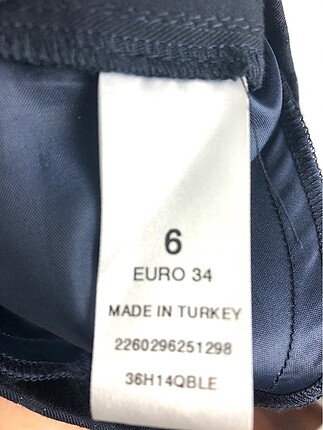 6
EURO 34
MADE IN TURKEY
2260296251298
36H14QBLE